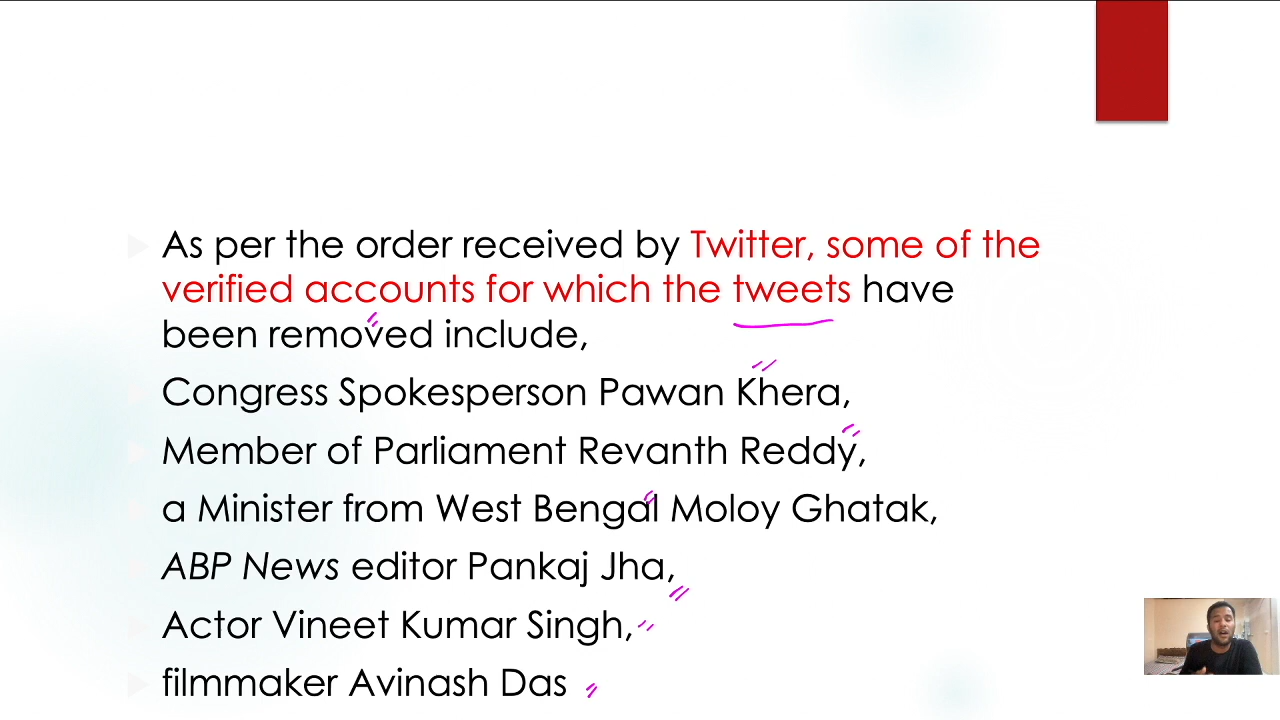 As per the order received by Twitter, some of the
verified accounts for which the tweets have
been removed include,
Congress Spokesperson Pawan Khera,
Member of Parliament Revanth Reddy,
a Minister from West Bengal Moloy Ghatak,
ABP News editor Pankaj Jha,
Actor Vineet Kumar Singh,
filmmaker Avinash Das